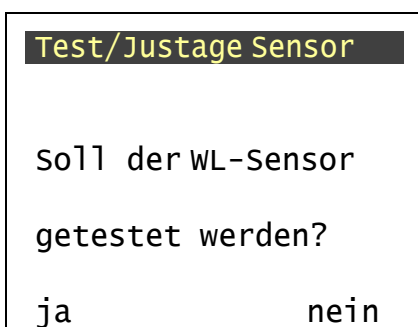 Test/Justage Sensor
Soll der WL-Sensor
getestet werden?
ja nein